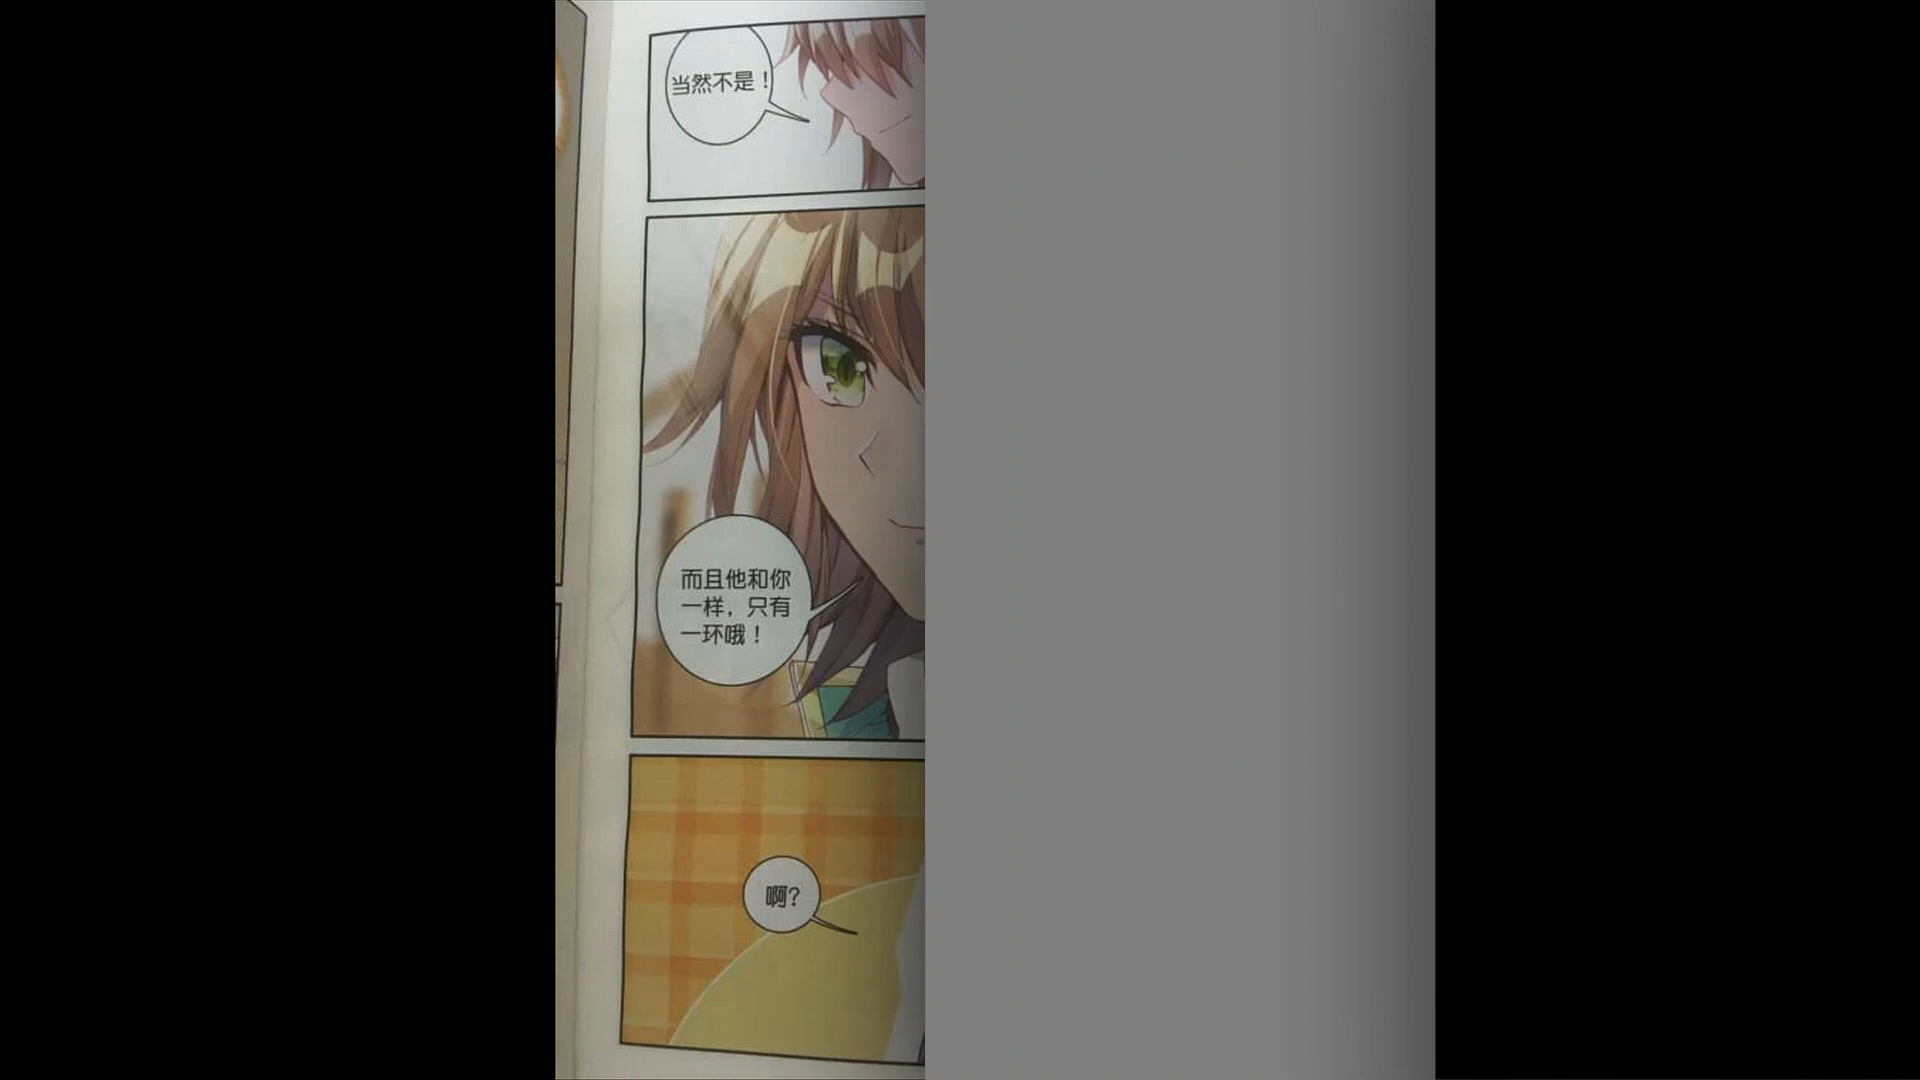 当然不是！
而且他和你
一样，只有
一环哦！
啊？